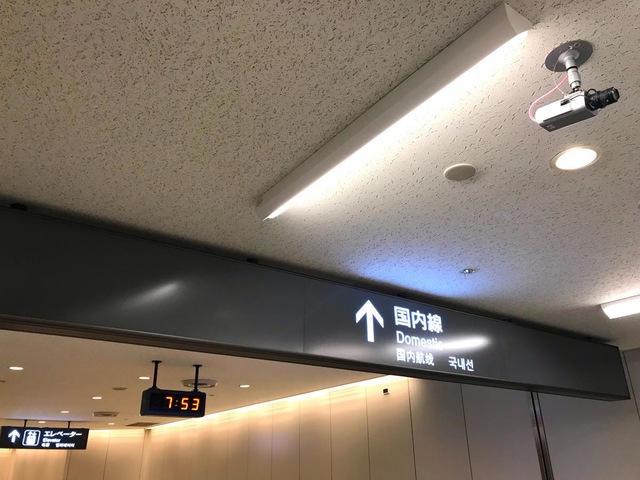 国内線
Domestic
国内航线 국내선
7:53
エレベーター
Elevator